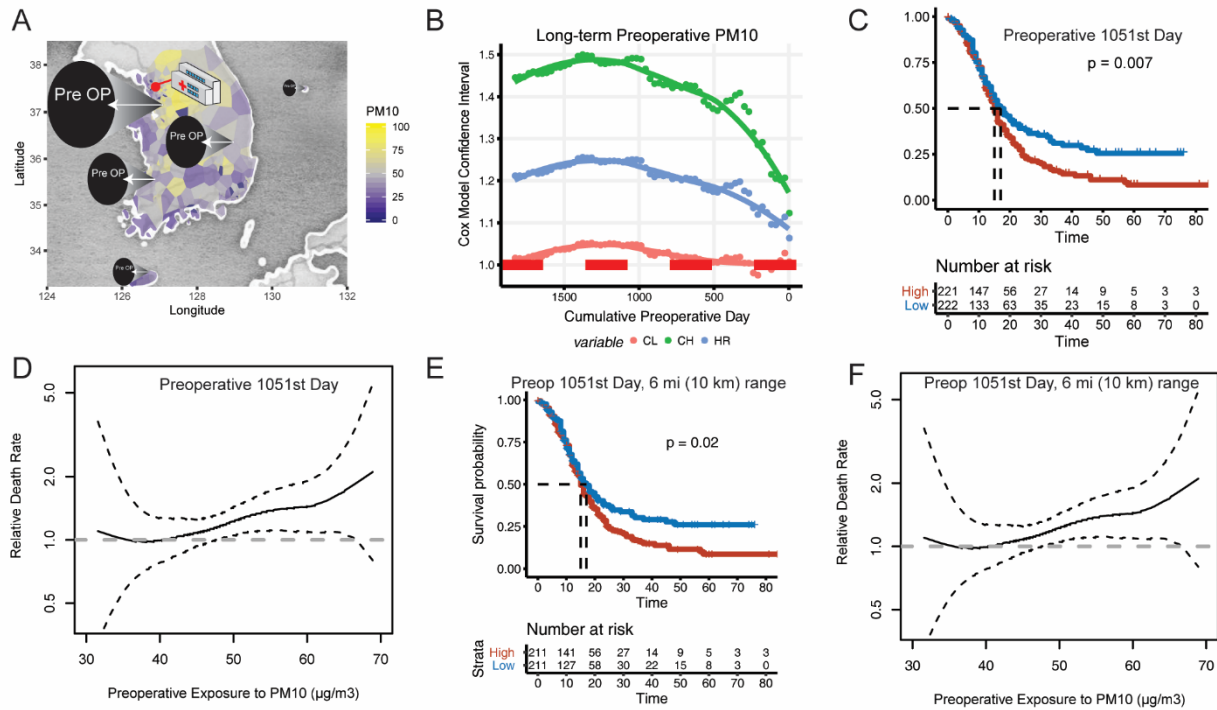 A
38
37
36
35
34
Latitude
124
126
128
130
132
Longitude
Pre OP
Pre OP
Pre OP
Pre OP
PM10
100
75
50
25
0
B
Long-term Preoperative PM10
Cox Model Confidence Interval
1.5
1.4
1.3
1.2
1.1
1.0
1500 1000 500 0
Cumulative Preoperative Day
variable CL CH HR
C
Preoperative 1051st Day
p = 0.007
1.00
0.75
0.50
0.25
0.00
0 10 20 30 40 50 60 70 80
Time
Number at risk
High 221 147 56 27 14 9 5 3 3
Low 222 133 63 35 23 15 8 3 0
0 10 20 30 40 50 60 70 80
Time
D
Preoperative 1051st Day
Relative Death Rate
5.0
2.0
1.0
0.5
30 40 50 60 70
Preoperative Exposure to PM10 (µg/m3)
E
Preop 1051st Day, 6 mi (10 km) range
p = 0.02
Survival probability
1.00
0.75
0.50
0.25
0.00
0 10 20 30 40 50 60 70 80
Time
Number at risk
Strata
High 211 141 56 27 14 9 5 3 3
Low 211 127 58 30 22 15 8 3 0
0 10 20 30 40 50 60 70 80
Time
F
Preop 1051st Day, 6 mi (10 km) range
Relative Death Rate
5.0
2.0
1.0
0.5
30 40 50 60 70
Preoperative Exposure to PM10 (µg/m3)